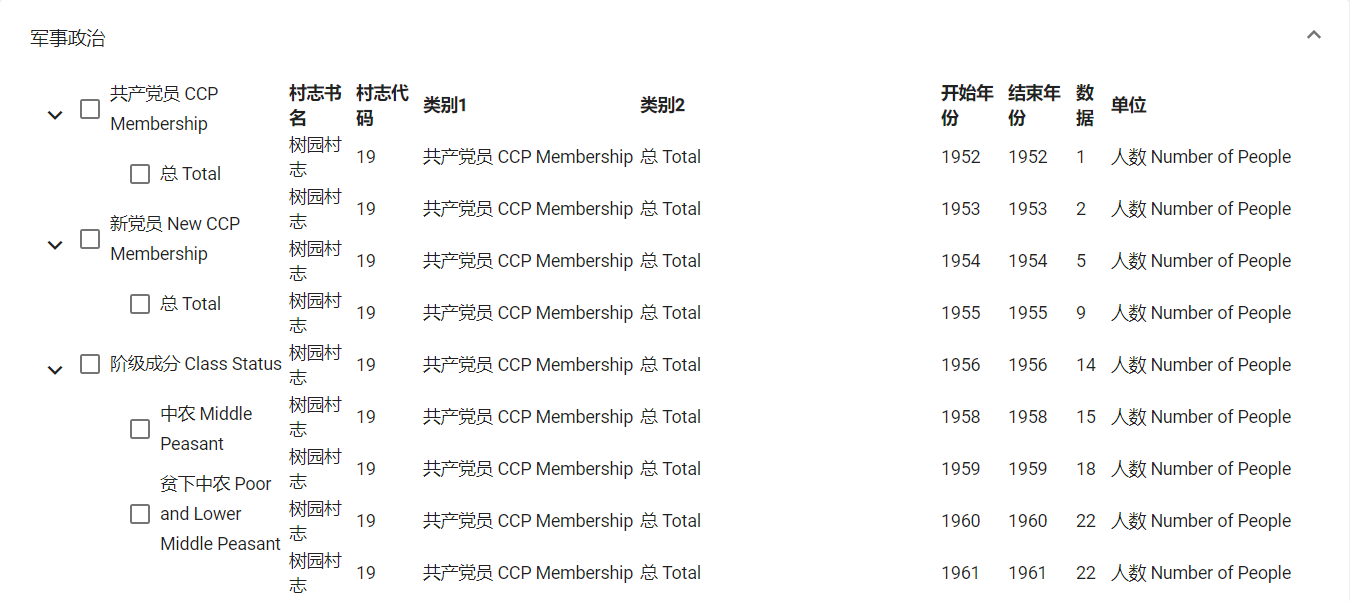 军事政治
共产党员 CCP
Membership
总 Total
新党员 New CCP
Membership
总 Total
阶级成分 Class Status
中农 Middle
Peasant
贫下中农 Poor
and Lower
Middle Peasant
村志书名 村志代码 类别1 类别2 开始年份 结束年份 数据 单位
树园村志 19 共产党员 CCP Membership 总 Total 1952 1952 1 人数 Number of People
树园村志 19 共产党员 CCP Membership 总 Total 1953 1953 2 人数 Number of People
树园村志 19 共产党员 CCP Membership 总 Total 1954 1954 5 人数 Number of People
树园村志 19 共产党员 CCP Membership 总 Total 1955 1955 9 人数 Number of People
树园村志 19 共产党员 CCP Membership 总 Total 1956 1956 14 人数 Number of People
树园村志 19 共产党员 CCP Membership 总 Total 1958 1958 15 人数 Number of People
树园村志 19 共产党员 CCP Membership 总 Total 1959 1959 18 人数 Number of People
树园村志 19 共产党员 CCP Membership 总 Total 1960 1960 22 人数 Number of People
树园村志 19 共产党员 CCP Membership 总 Total 1961 1961 22 人数 Number of People